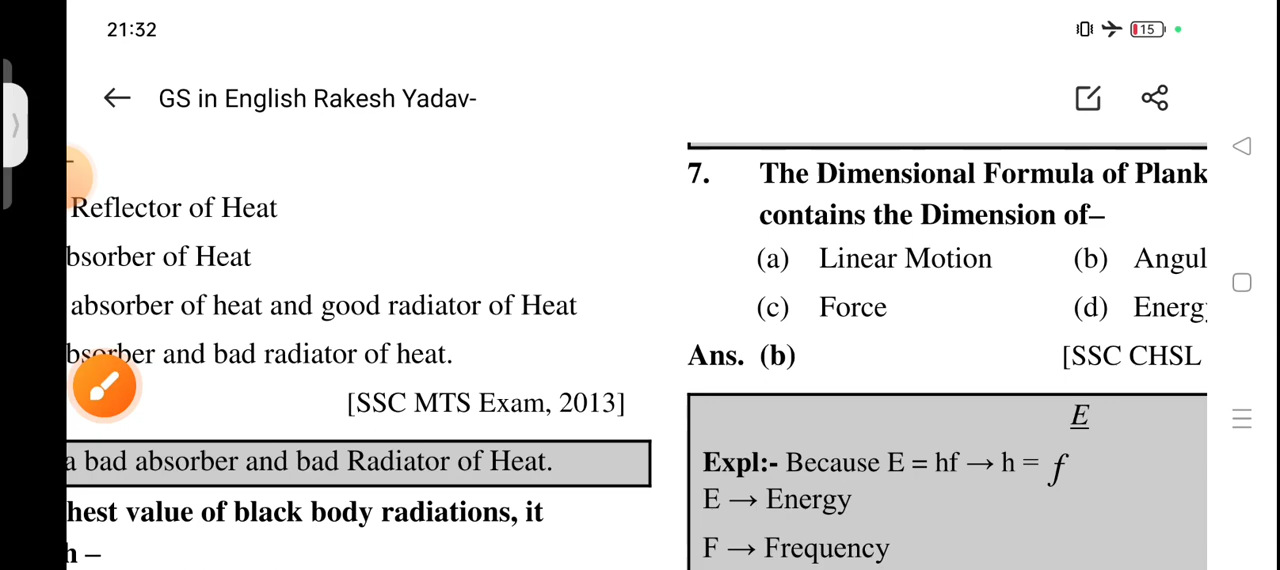 21:32
15
GS in English Rakesh Yadav-
Reflector of Heat
bsorber of Heat
absorber of heat and good radiator of Heat
bsorber and bad radiator of heat.
[SSC MTS Exam, 2013]
a bad absorber and bad Radiator of Heat.
hest value of black body radiations, it
h –
7. The Dimensional Formula of Plank
contains the Dimension of–
(a) Linear Motion (b) Angul
(c) Force (d) Energy
Ans. (b) [SSC CHSL
Expl:- Because E = hf → h = E / f
E → Energy
F → Frequency